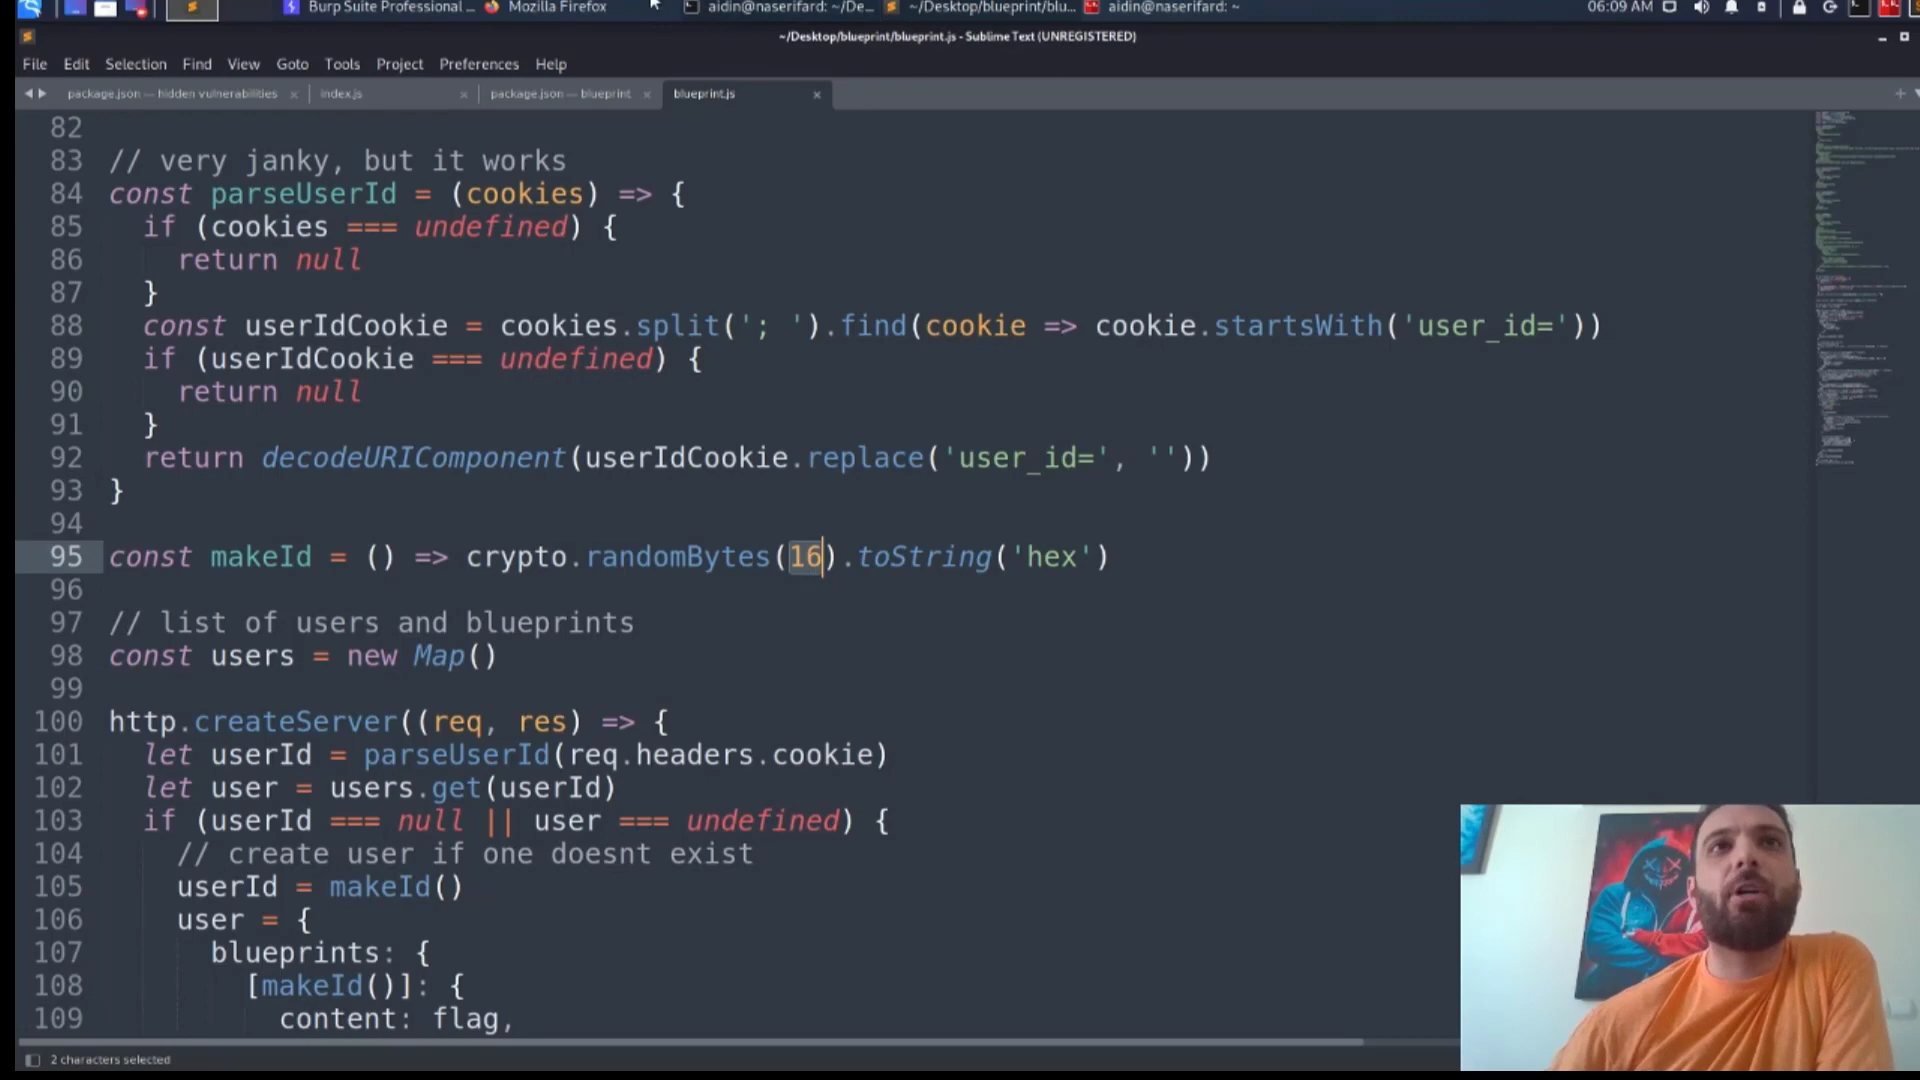 Burp Suite Professional ...
Mozilla Firefox
aidin@naserifard: ~/De...
~/Desktop/blueprint/blu...
aidin@naserifard: ~
06:09 AM
~/Desktop/blueprint/blueprint.js - Sublime Text (UNREGISTERED)
File Edit Selection Find View Goto Tools Project Preferences Help
package.json — hidden vulnerabilities
index.js
package.json — blueprint
blueprint.js
82
83 // very janky, but it works
84 const parseUserId = (cookies) => {
85 if (cookies === undefined) {
86 return null
87 }
88 const userIdCookie = cookies.split('; ').find(cookie => cookie.startsWith('user_id='))
89 if (userIdCookie === undefined) {
90 return null
91 }
92 return decodeURIComponent(userIdCookie.replace('user_id=', ''))
93 }
94
95 const makeId = () => crypto.randomBytes(16).toString('hex')
96
97 // list of users and blueprints
98 const users = new Map()
99
100 http.createServer((req, res) => {
101 let userId = parseUserId(req.headers.cookie)
102 let user = users.get(userId)
103 if (userId === null || user === undefined) {
104 // create user if one doesnt exist
105 userId = makeId()
106 user = {
107 blueprints: {
108 [makeId()]: {
109 content: flag,
2 characters selected